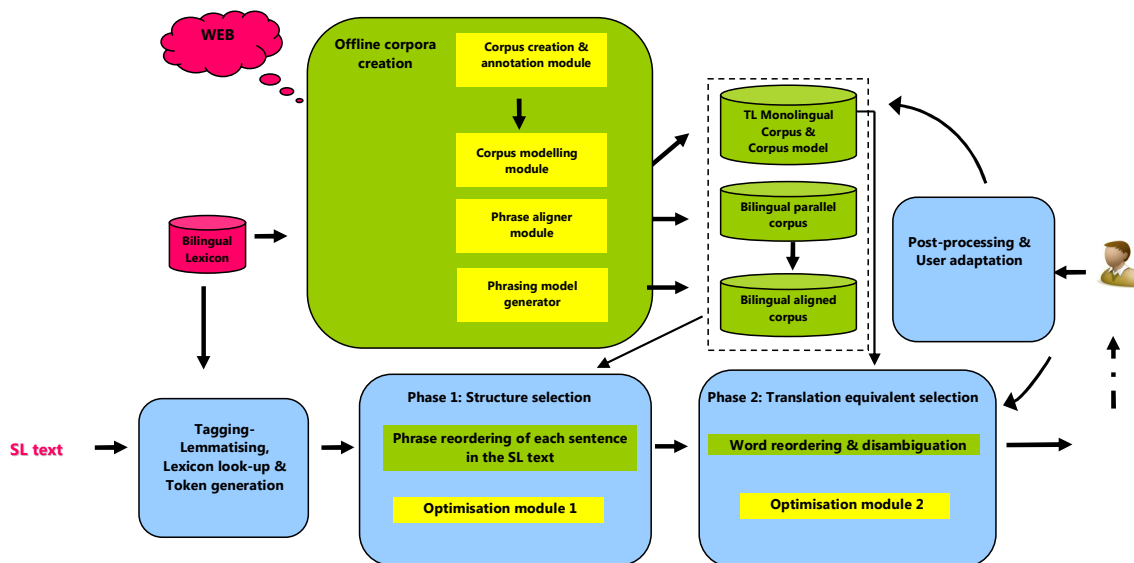 WEB
Offline corpora
creation
Corpus creation &
annotation module
Corpus modelling
module
Phrase aligner
module
Phrasing model
generator
TL Monolingual
Corpus &
Corpus model
Bilingual parallel
corpus
Bilingual aligned
corpus
Bilingual
Lexicon
Post-processing &
User adaptation
SL text
Tagging-
Lemmatising,
Lexicon look-up &
Token generation
Phase 1: Structure selection
Phrase reordering of each sentence
in the SL text
Optimisation module 1
Phase 2: Translation equivalent selection
Word reordering & disambiguation
Optimisation module 2